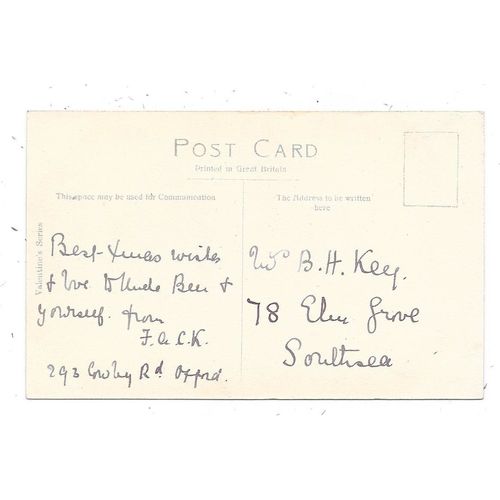 POST CARD
Printed in Great Britain
This space may be used for Communication
The Address to be written
here
Valentine's Series
Best Xmas wishes
& love to Uncle Ben &
yourself. from
F. a. C. K.
293 Cowley Rd. Oxford.
Mrs B. H. Key.
78 Elm Grove
Southsea